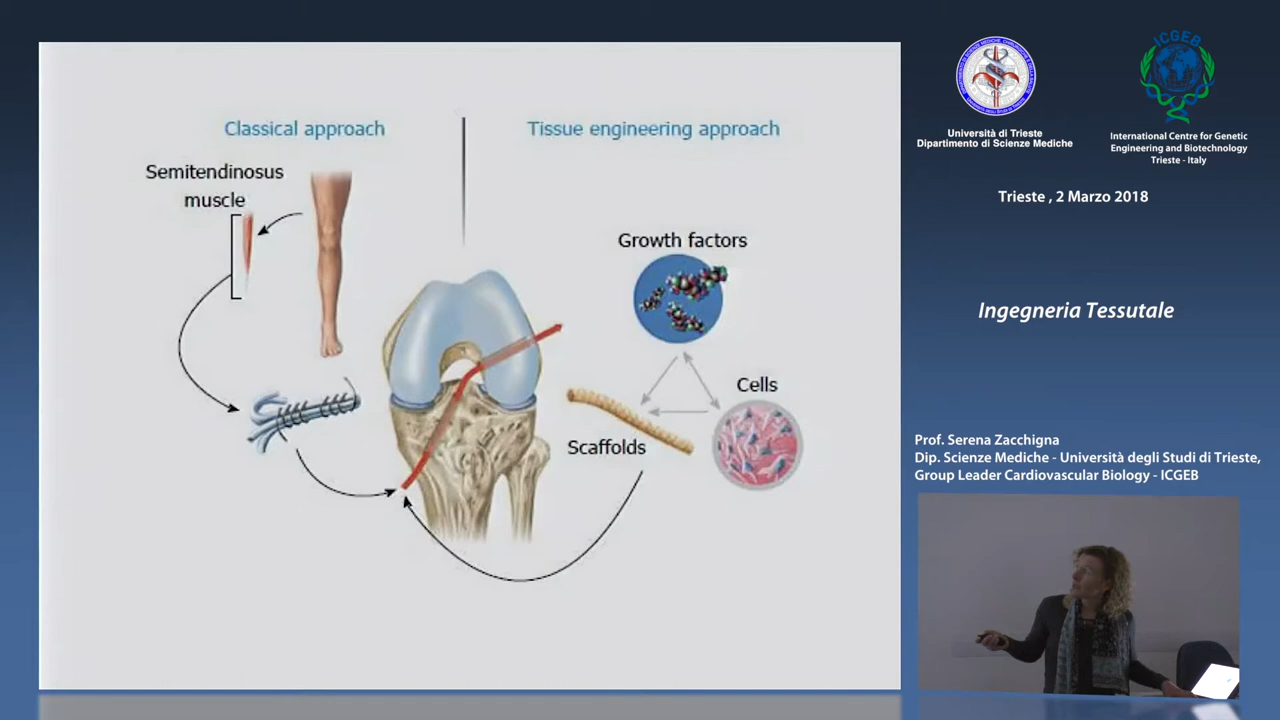 Classical approach
Tissue engineering approach
Semitendinosus
muscle
Growth factors
Cells
Scaffolds
ICGEB
Università di Trieste
Dipartimento di Scienze Mediche
International Centre for Genetic
Engineering and Biotechnology
Trieste - Italy
Trieste , 2 Marzo 2018
Ingegneria Tessutale
Prof. Serena Zacchigna
Dip. Scienze Mediche - Università degli Studi di Trieste,
Group Leader Cardiovascular Biology - ICGEB